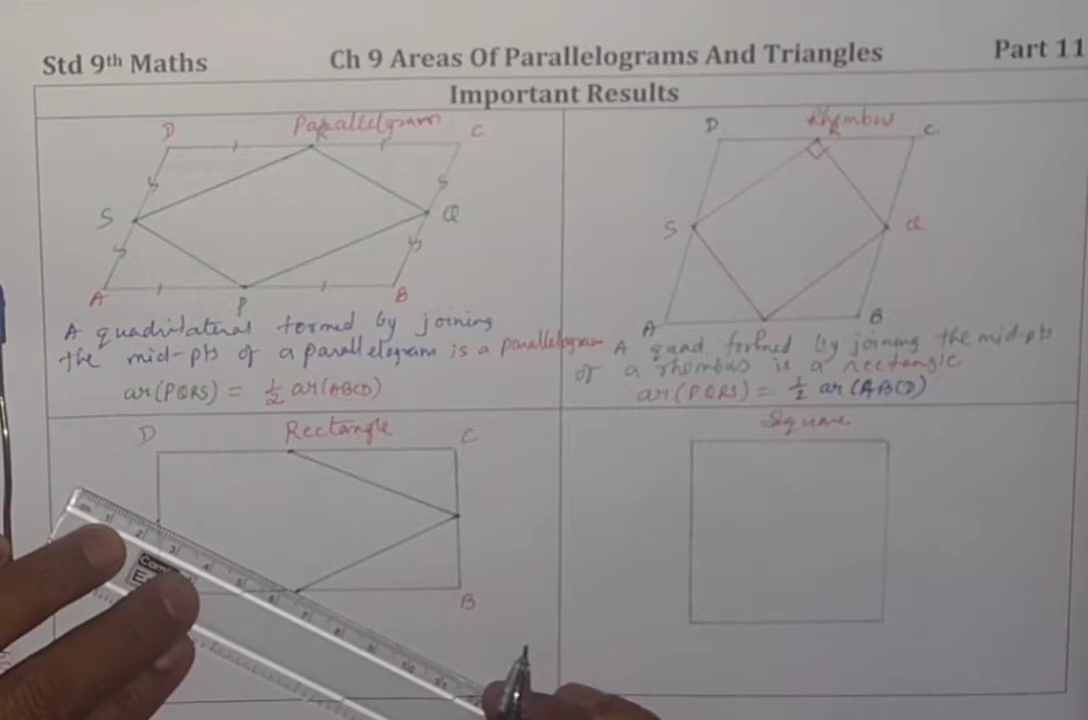 Std 9th Maths Ch 9 Areas Of Parallelograms And Triangles Part 11
Important Results
Parallelgram
D C
S Q
A P B
A quadrilateral formed by joining
the mid-pts of a parallelogram is a parallelogram
ar(PQRS) = 1/2 ar(ABCD)
Rhombus
D C
S Q
A B
A quad. formed by joining the mid-pts
of a rhombus is a rectangle
ar(PQRS) = 1/2 ar(ABCD)
Rectangle
D C
B
Square